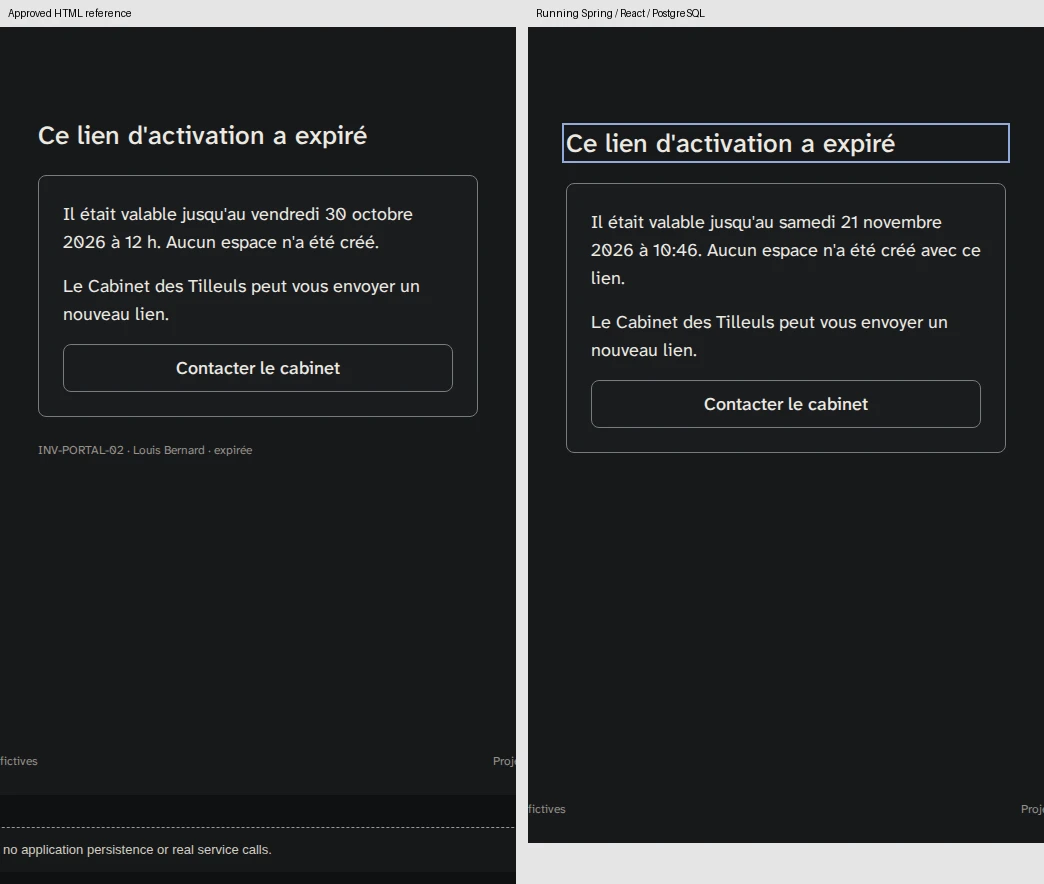 Approved HTML reference
Ce lien d'activation a expiré
Il était valable jusqu'au vendredi 30 octobre
2026 à 12 h. Aucun espace n'a été créé.
Le Cabinet des Tilleuls peut vous envoyer un
nouveau lien.
Contacter le cabinet
INV-PORTAL-02 · Louis Bernard · expirée
fictives
Proje
no application persistence or real service calls.
Running Spring / React / PostgreSQL
Ce lien d'activation a expiré
Il était valable jusqu'au samedi 21 novembre
2026 à 10:46. Aucun espace n'a été créé avec ce
lien.
Le Cabinet des Tilleuls peut vous envoyer un
nouveau lien.
Contacter le cabinet
fictives
Proje